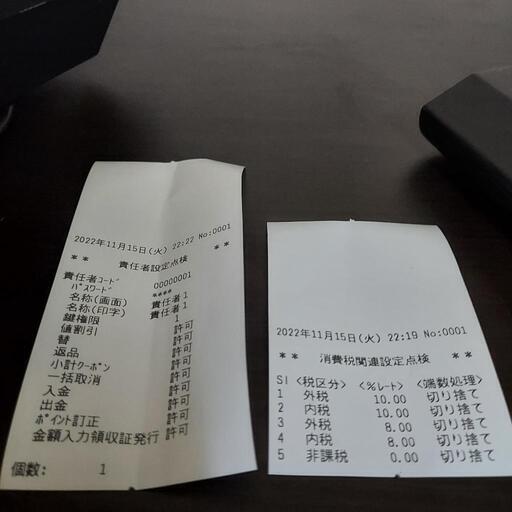 2022年11月15日(火) 22:22 No:0001
** 責任者設定点検 **
責任者ｺｰﾄﾞ 00000001
ﾊﾟｽﾜｰﾄﾞ ****
名称(画面) 責任者1
名称(印字) 責任者1
鍵権限 1
値割引 許可
替 許可
返品 許可
小計ｸｰﾎﾟﾝ 許可
一括取消 許可
入金 許可
出金 許可
ﾎﾟｲﾝﾄ訂正 許可
金額入力領収証発行 許可
個数: 1
2022年11月15日(火) 22:19 No:0001
** 消費税関連設定点検 **
SI <税区分> <%ﾚｰﾄ> <端数処理>
1 外税 10.00 切り捨て
2 内税 10.00 切り捨て
3 外税 8.00 切り捨て
4 内税 8.00 切り捨て
5 非課税 0.00 切り捨て